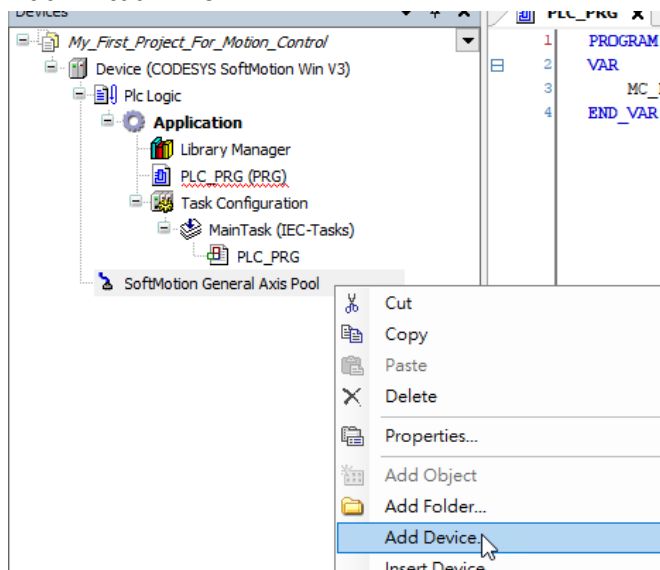 Devices
PLC_PRG
My_First_Project_For_Motion_Control
Device (CODESYS SoftMotion Win V3)
Plc Logic
Application
Library Manager
PLC_PRG (PRG)
Task Configuration
MainTask (IEC-Tasks)
PLC_PRG
SoftMotion General Axis Pool
1 PROGRAM
2 VAR
3
4 END_VAR
Cut
Copy
Paste
Delete
Properties...
Add Object
Add Folder...
Add Device.
Insert Device